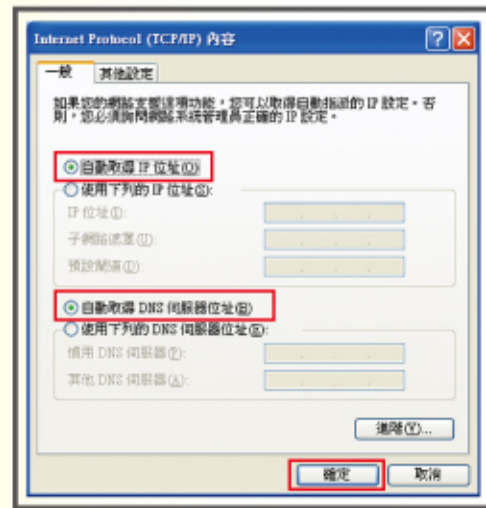 Internet Protocol (TCP/IP) 內容
一般
其他設定
如果您的網路支援這項功能，您可以取得自動指派的 IP 設定。否
則，您必須詢問網路系統管理員正確的 IP 設定。
自動取得 IP 位址(O)
使用下列的 IP 位址(S):
IP 位址(I):
子網路遮罩(U):
預設閘道(D):
自動取得 DNS 伺服器位址(B)
使用下列的 DNS 伺服器位址(E):
慣用 DNS 伺服器(P):
其他 DNS 伺服器(A):
進階(V)...
確定
取消